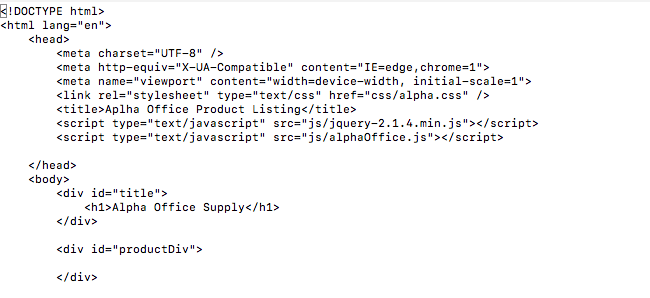 <!DOCTYPE html>
<html lang="en">
    <head>
        <meta charset="UTF-8" />
        <meta http-equiv="X-UA-Compatible" content="IE=edge,chrome=1">
        <meta name="viewport" content="width=device-width, initial-scale=1">
        <link rel="stylesheet" type="text/css" href="css/alpha.css" />
        <title>Aplha Office Product Listing</title>
        <script type="text/javascript" src="js/jquery-2.1.4.min.js"></script>
        <script type="text/javascript" src="js/alphaOffice.js"></script>

    </head>
    <body>
        <div id="title">
            <h1>Alpha Office Supply</h1>
        </div>

        <div id="productDiv">

        </div>